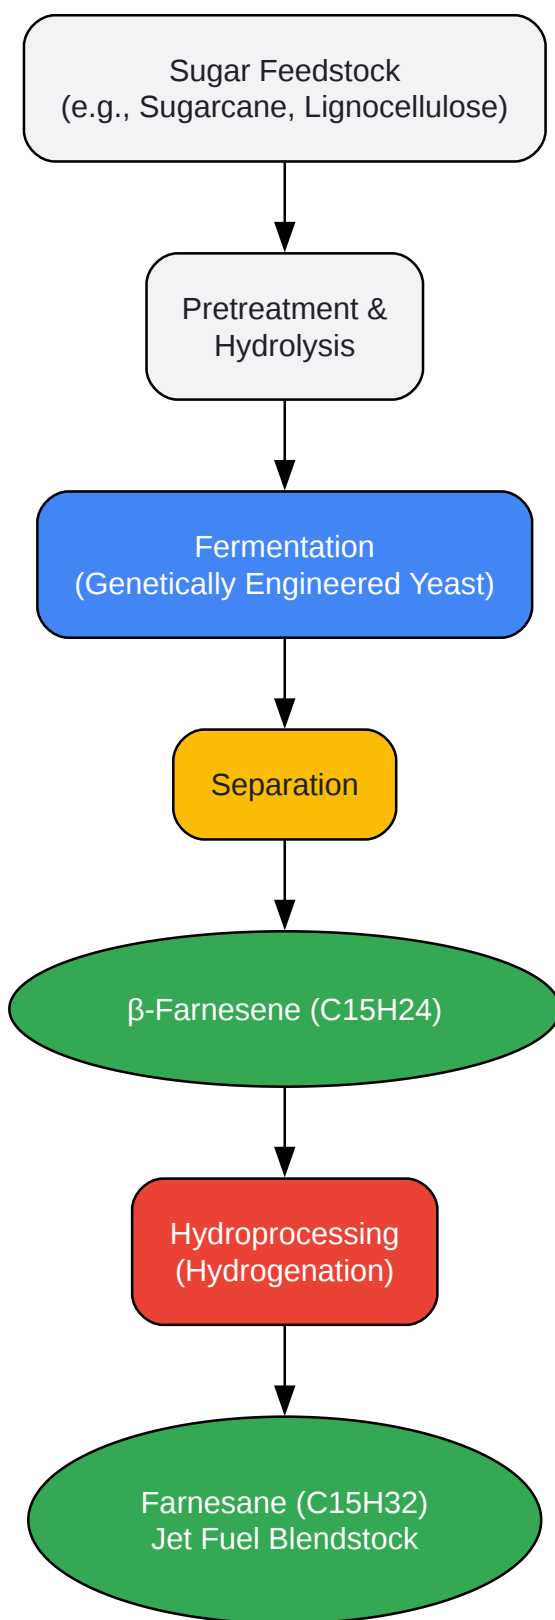 Sugar Feedstock
(e.g., Sugarcane, Lignocellulose)
Pretreatment &
Hydrolysis
Fermentation
(Genetically Engineered Yeast)
Separation
β-Farnesene (C15H24)
Hydroprocessing
(Hydrogenation)
Farnesane (C15H32)
Jet Fuel Blendstock